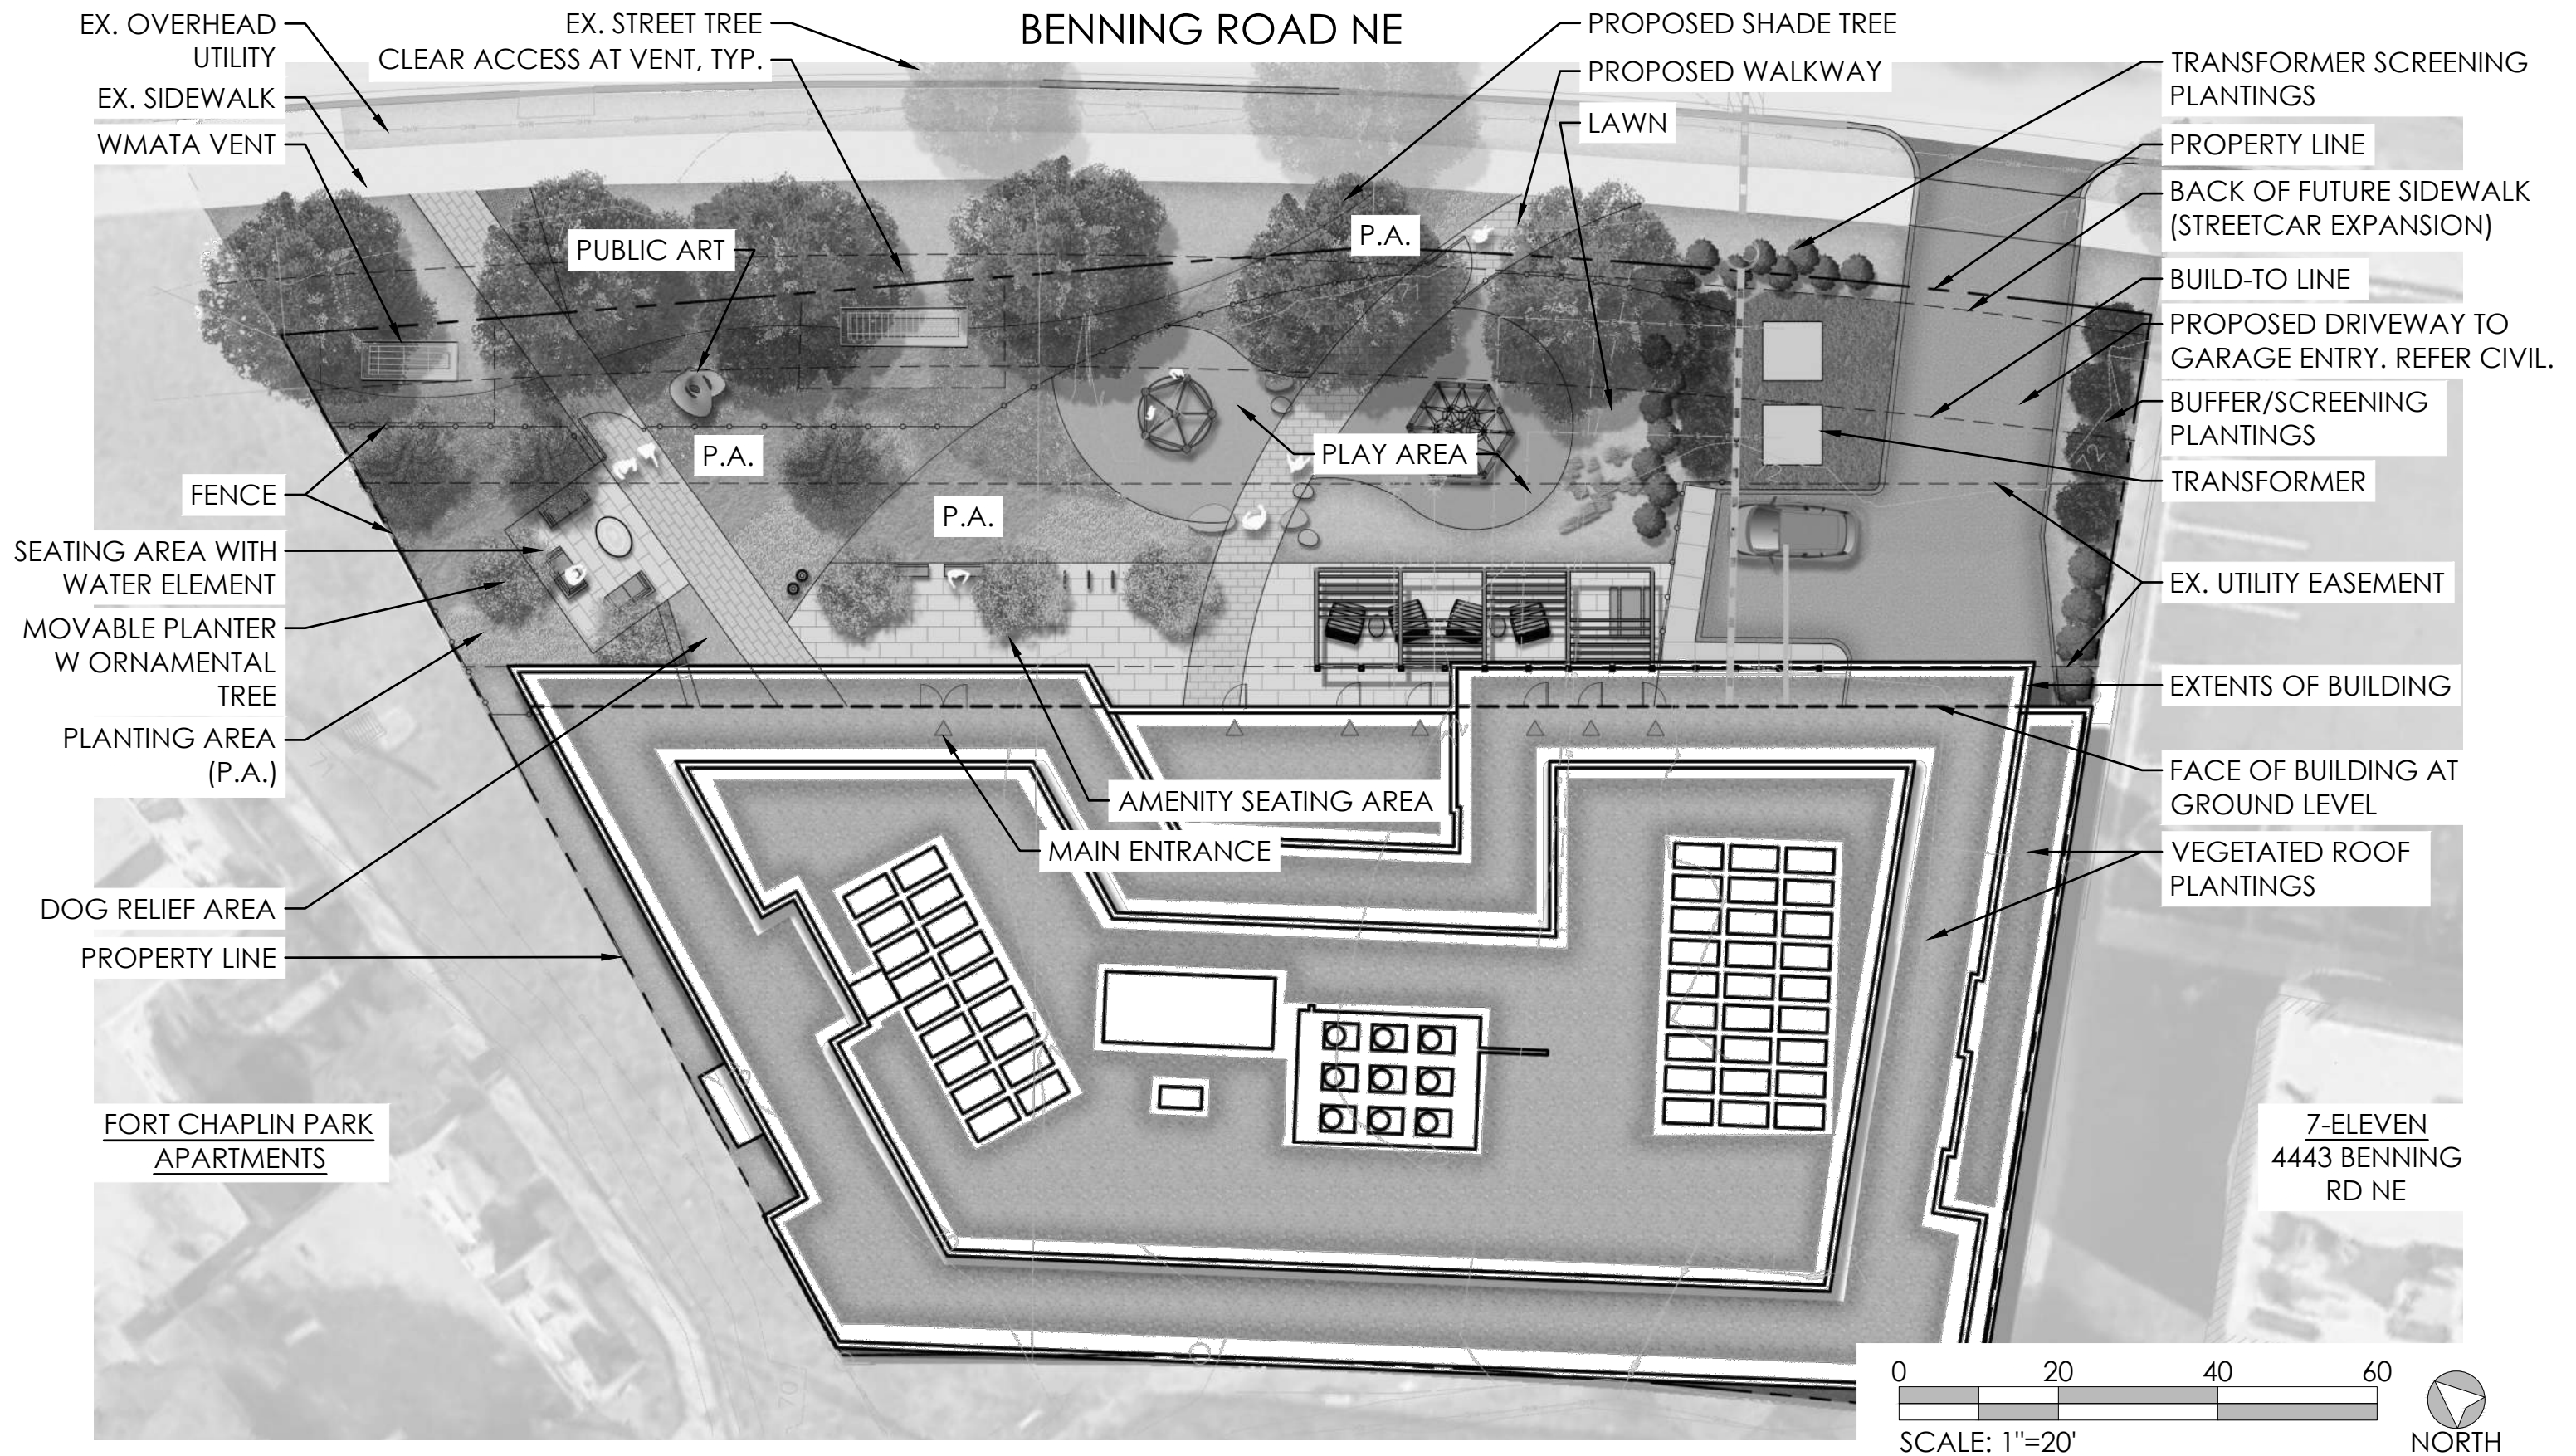 BENNING ROAD NE
EX. OVERHEAD
UTILITY
EX. SIDEWALK
WMATA VENT
EX. STREET TREE
CLEAR ACCESS AT VENT, TYP.
PROPOSED SHADE TREE
PROPOSED WALKWAY
LAWN
TRANSFORMER SCREENING
PLANTINGS
PROPERTY LINE
BACK OF FUTURE SIDEWALK
(STREETCAR EXPANSION)
BUILD-TO LINE
PROPOSED DRIVEWAY TO
GARAGE ENTRY. REFER CIVIL.
BUFFER/SCREENING
PLANTINGS
TRANSFORMER
EX. UTILITY EASEMENT
EXTENTS OF BUILDING
FACE OF BUILDING AT
GROUND LEVEL
VEGETATED ROOF
PLANTINGS
PUBLIC ART
P.A.
P.A.
P.A.
PLAY AREA
FENCE
SEATING AREA WITH
WATER ELEMENT
MOVABLE PLANTER
W ORNAMENTAL
TREE
PLANTING AREA
(P.A.)
DOG RELIEF AREA
PROPERTY LINE
AMENITY SEATING AREA
MAIN ENTRANCE
FORT CHAPLIN PARK
APARTMENTS
7-ELEVEN
4443 BENNING
RD NE
0 20 40 60
SCALE: 1"=20'
NORTH